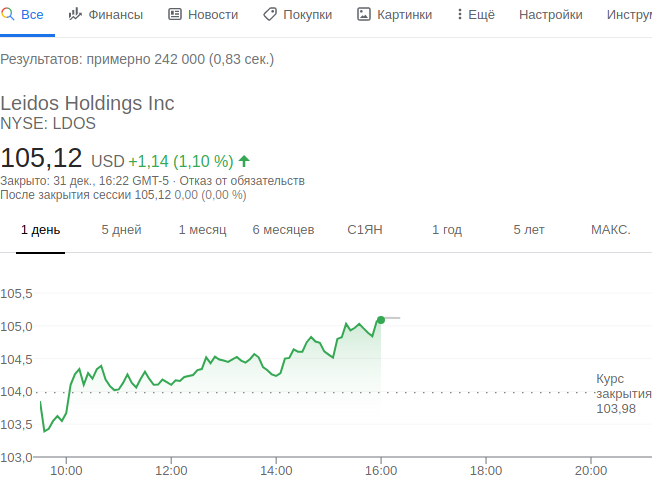 Все Финансы Новости Покупки Картинки Ещё Настройки
Результатов: примерно 242 000 (0,83 сек.)
Leidos Holdings Inc
NYSE: LDOS
105,12 USD +1,14 (1,10 %)
Закрыто: 31 дек., 16:22 GMT-5 · Отказ от обязательств
После закрытия сессии 105,12 0,00 (0,00 %)
1 день 5 дней 1 месяц 6 месяцев С1ЯН 1 год 5 лет МАКС.
105,5
105,0
104,5
104,0
103,5
103,0
Курс
закрытия
103,98
10:00 12:00 14:00 16:00 18:00 20:00